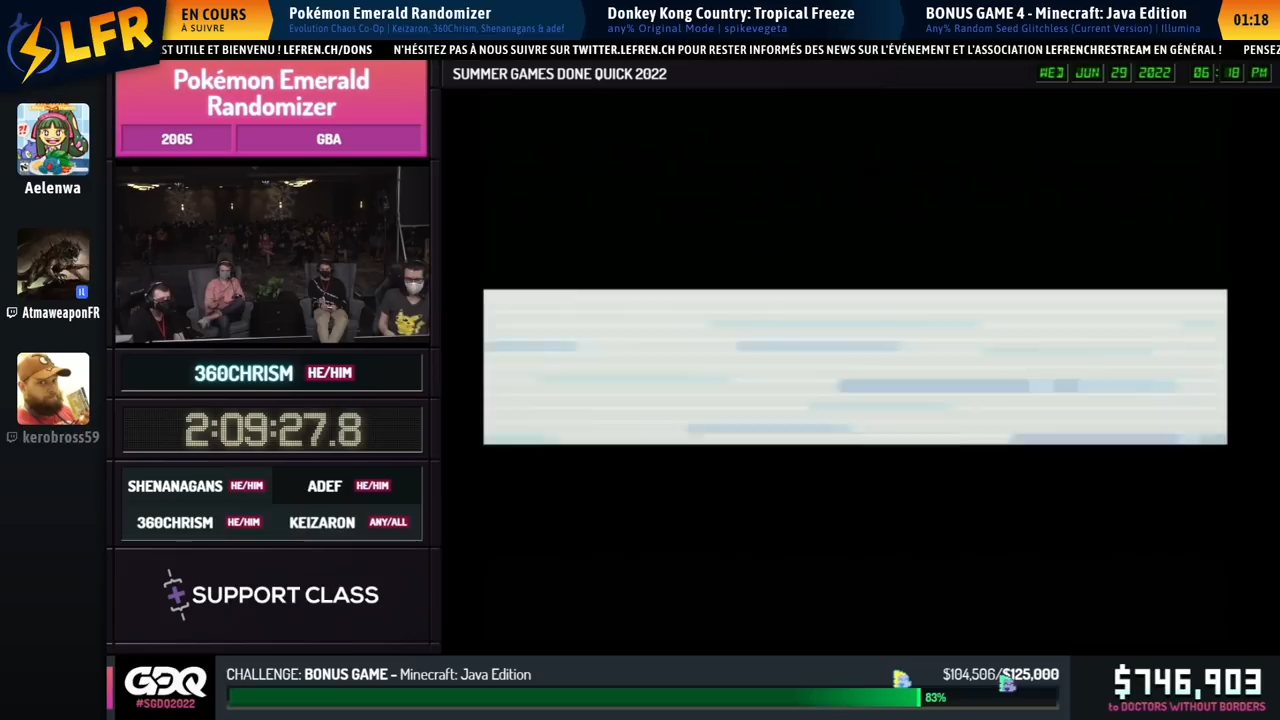 LFR
EN COURS
À SUIVRE
Pokémon Emerald Randomizer
Evolution Chaos Co-Op | Keizaron, 360Chrism, Shenanagans & adef
Donkey Kong Country: Tropical Freeze
any% Original Mode | spikevegeta
BONUS GAME 4 - Minecraft: Java Edition
Any% Random Seed Glitchless (Current Version) | Illumina
01:18
ST UTILE ET BIENVENU ! LEFREN.CH/DONS N'HÉSITEZ PAS À NOUS SUIVRE SUR TWITTER.LEFREN.CH POUR RESTER INFORMÉS DES NEWS SUR L'ÉVÉNEMENT ET L'ASSOCIATION LEFRENCHRESTREAM EN GÉNÉRAL ! PENSEZ
Pokémon Emerald
Randomizer
2005 GBA
SUMMER GAMES DONE QUICK 2022
WED JUN 29 2022 06:18 PM
Aelenwa
AtmaweaponFR
kerobross59
360CHRISM HE/HIM
2:09:27.8
SHENANAGANS HE/HIM ADEF HE/HIM
360CHRISM HE/HIM KEIZARON ANY/ALL
SUPPORT CLASS
GDQ
#SGDQ2022
CHALLENGE: BONUS GAME – Minecraft: Java Edition
$104,506/$125,000
83%
$746,903
to DOCTORS WITHOUT BORDERS